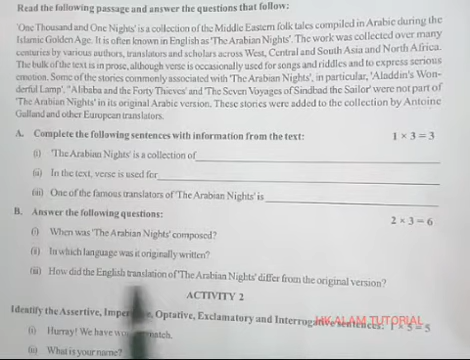 Read the following passage and answer the questions that follow:
'One Thousand and One Nights' is a collection of the Middle Eastern folk tales compiled in Arabic during the
Islamic Golden Age. It is often known in English as 'The Arabian Nights'. The work was collected over many
centuries by various authors, translators and scholars across West, Central and South Asia and North Africa.
The bulk of the text is in prose, although verse is occasionally used for songs and riddles and to express serious
emotion. Some of the stories commonly associated with 'The Arabian Nights', in particular, 'Aladdin's Won-
derful Lamp', "Alibaba and the Forty Thieves' and 'The Seven Voyages of Sindbad the Sailor' were not part of
'The Arabian Nights' in its original Arabic version. These stories were added to the collection by Antoine
Galland and other European translators.
A. Complete the following sentences with information from the text: 1 × 3 = 3
(i) 'The Arabian Nights' is a collection of
(ii) In the text, verse is used for
(iii) One of the famous translators of 'The Arabian Nights' is
B. Answer the following questions: 2 × 3 = 6
(i) When was 'The Arabian Nights' composed?
(ii) In which language was it originally written?
(iii) How did the English translation of 'The Arabian Nights' differ from the original version?
ACTIVITY 2
Identify the Assertive, Optative, Exclamatory and Interrogative sentences: 1 × 5 = 5
HK ALAM TUTORIAL
(i) Hurray! We have match.
(ii) What is your name?